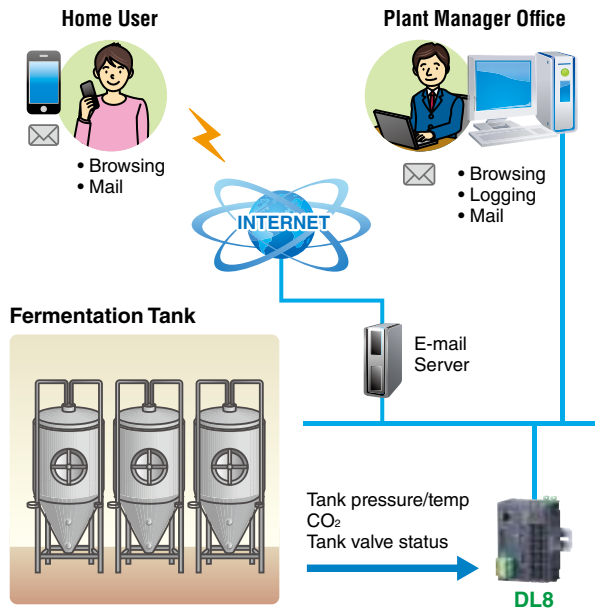 Home User
• Browsing
• Mail
Plant Manager Office
• Browsing
• Logging
• Mail
INTERNET
Fermentation Tank
E-mail
Server
Tank pressure/temp
CO₂
Tank valve status
DL8